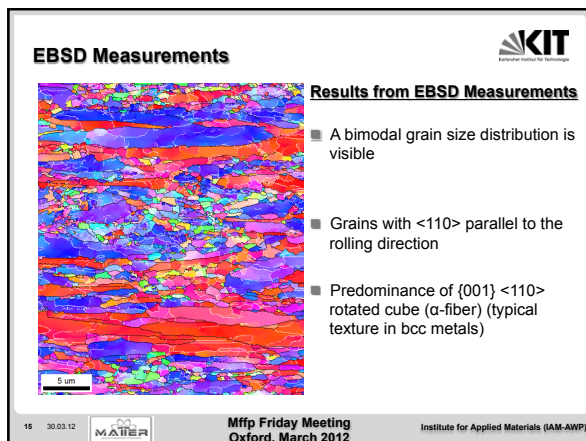 EBSD Measurements
KIT
Karlsruher Institut für Technologie
Results from EBSD Measurements
A bimodal grain size distribution is
visible
Grains with <110> parallel to the
rolling direction
Predominance of {001} <110>
rotated cube (α-fiber) (typical
texture in bcc metals)
5 um
15 30.03.12
MATTER
Mffp Friday Meeting
Oxford, March 2012
Institute for Applied Materials (IAM-AWP)